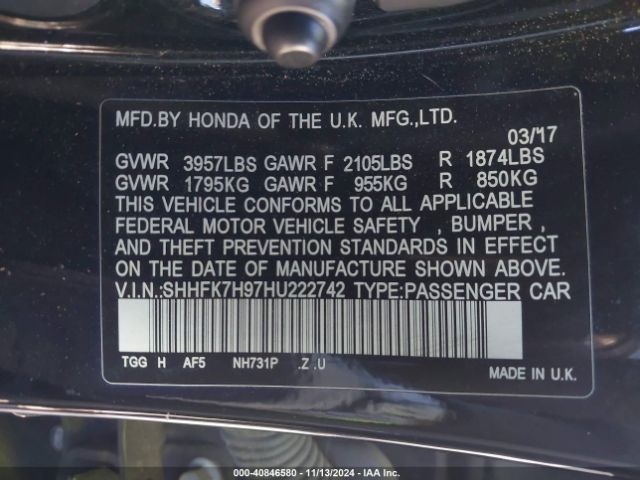 MFD.BY HONDA OF THE U.K. MFG.,LTD.
03/17
GVWR 3957LBS GAWR F 2105LBS R 1874LBS
GVWR 1795KG GAWR F 955KG R 850KG
THIS VEHICLE CONFORMS TO ALL APPLICABLE
FEDERAL MOTOR VEHICLE SAFETY , BUMPER ,
AND THEFT PREVENTION STANDARDS IN EFFECT
ON THE DATE OF MANUFACTURE SHOWN ABOVE.
V.I.N.:SHHFK7H97HU222742 TYPE:PASSENGER CAR
TGG H AF5 NH731P .Z .U
MADE IN U.K.
000-40846580 - 11/13/2024 - IAA Inc.